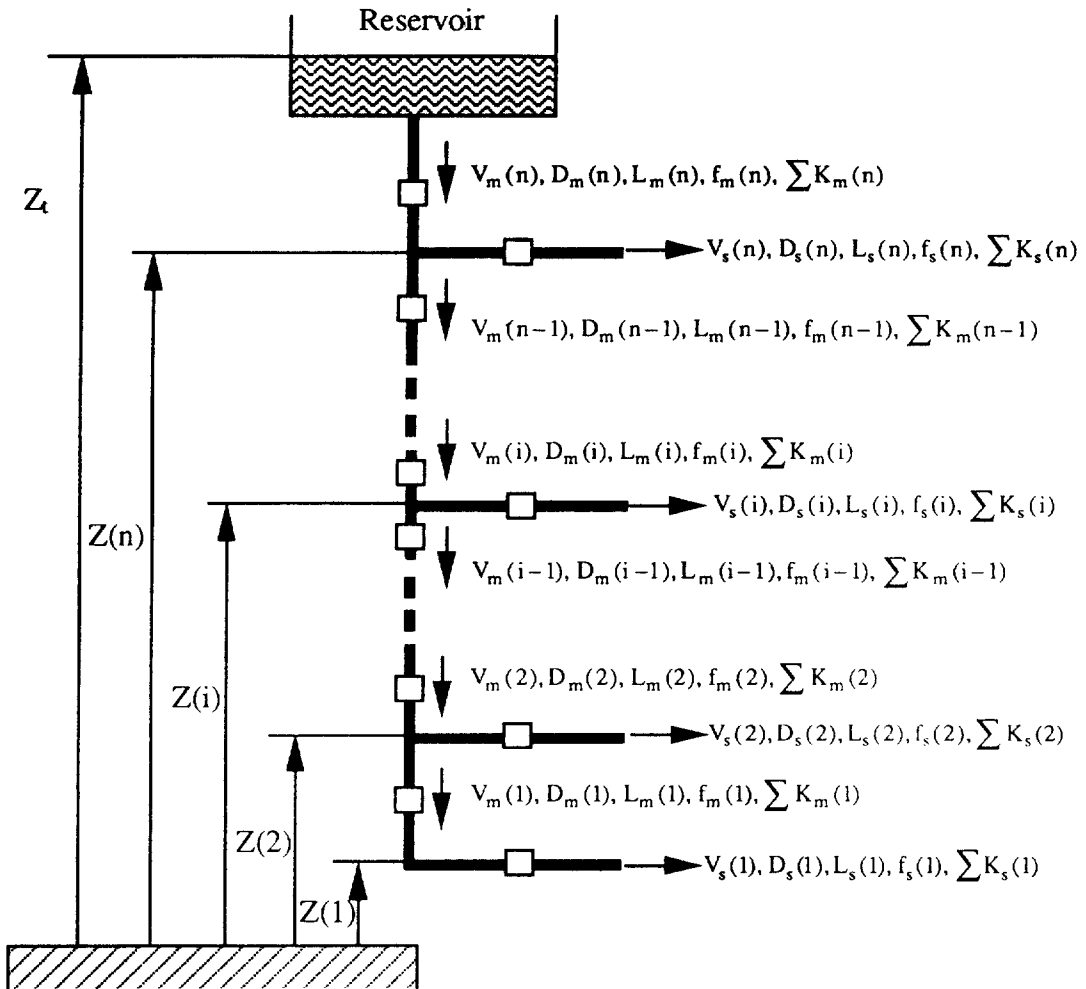 Reservoir
V_m(n), D_m(n), L_m(n), f_m(n), ∑K_m(n)
Z_t
V_s(n), D_s(n), L_s(n), f_s(n), ∑K_s(n)
V_m(n-1), D_m(n-1), L_m(n-1), f_m(n-1), ∑K_m(n-1)
V_m(i), D_m(i), L_m(i), f_m(i), ∑K_m(i)
V_s(i), D_s(i), L_s(i), f_s(i), ∑K_s(i)
Z(n)
V_m(i-1), D_m(i-1), L_m(i-1), f_m(i-1), ∑K_m(i-1)
V_m(2), D_m(2), L_m(2), f_m(2), ∑K_m(2)
Z(i)
V_s(2), D_s(2), L_s(2), f_s(2), ∑K_s(2)
V_m(1), D_m(1), L_m(1), f_m(1), ∑K_m(1)
Z(2)
V_s(1), D_s(1), L_s(1), f_s(1), ∑K_s(1)
Z(1)